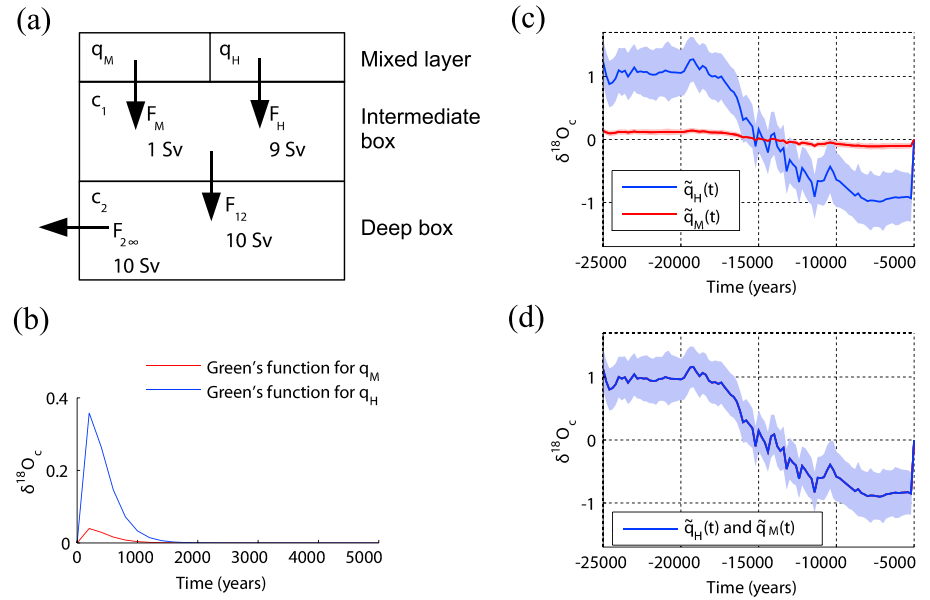 (a)
q_M
q_H
Mixed layer
c_1
F_M
1 Sv
F_H
9 Sv
Intermediate
box
c_2
F_12
10 Sv
F_2∞
10 Sv
Deep box
(b)
Green's function for q_M
Green's function for q_H
0.4
0.2
0
δ^18O_c
0
1000
2000
3000
4000
5000
Time (years)
(c)
1
0
-1
δ^18O_c
q̃_H(t)
q̃_M(t)
-25000
-20000
-15000
-10000
-5000
Time (years)
(d)
1
0
-1
δ^18O_c
q̃_H(t) and q̃_M(t)
-25000
-20000
-15000
-10000
-5000
Time (years)